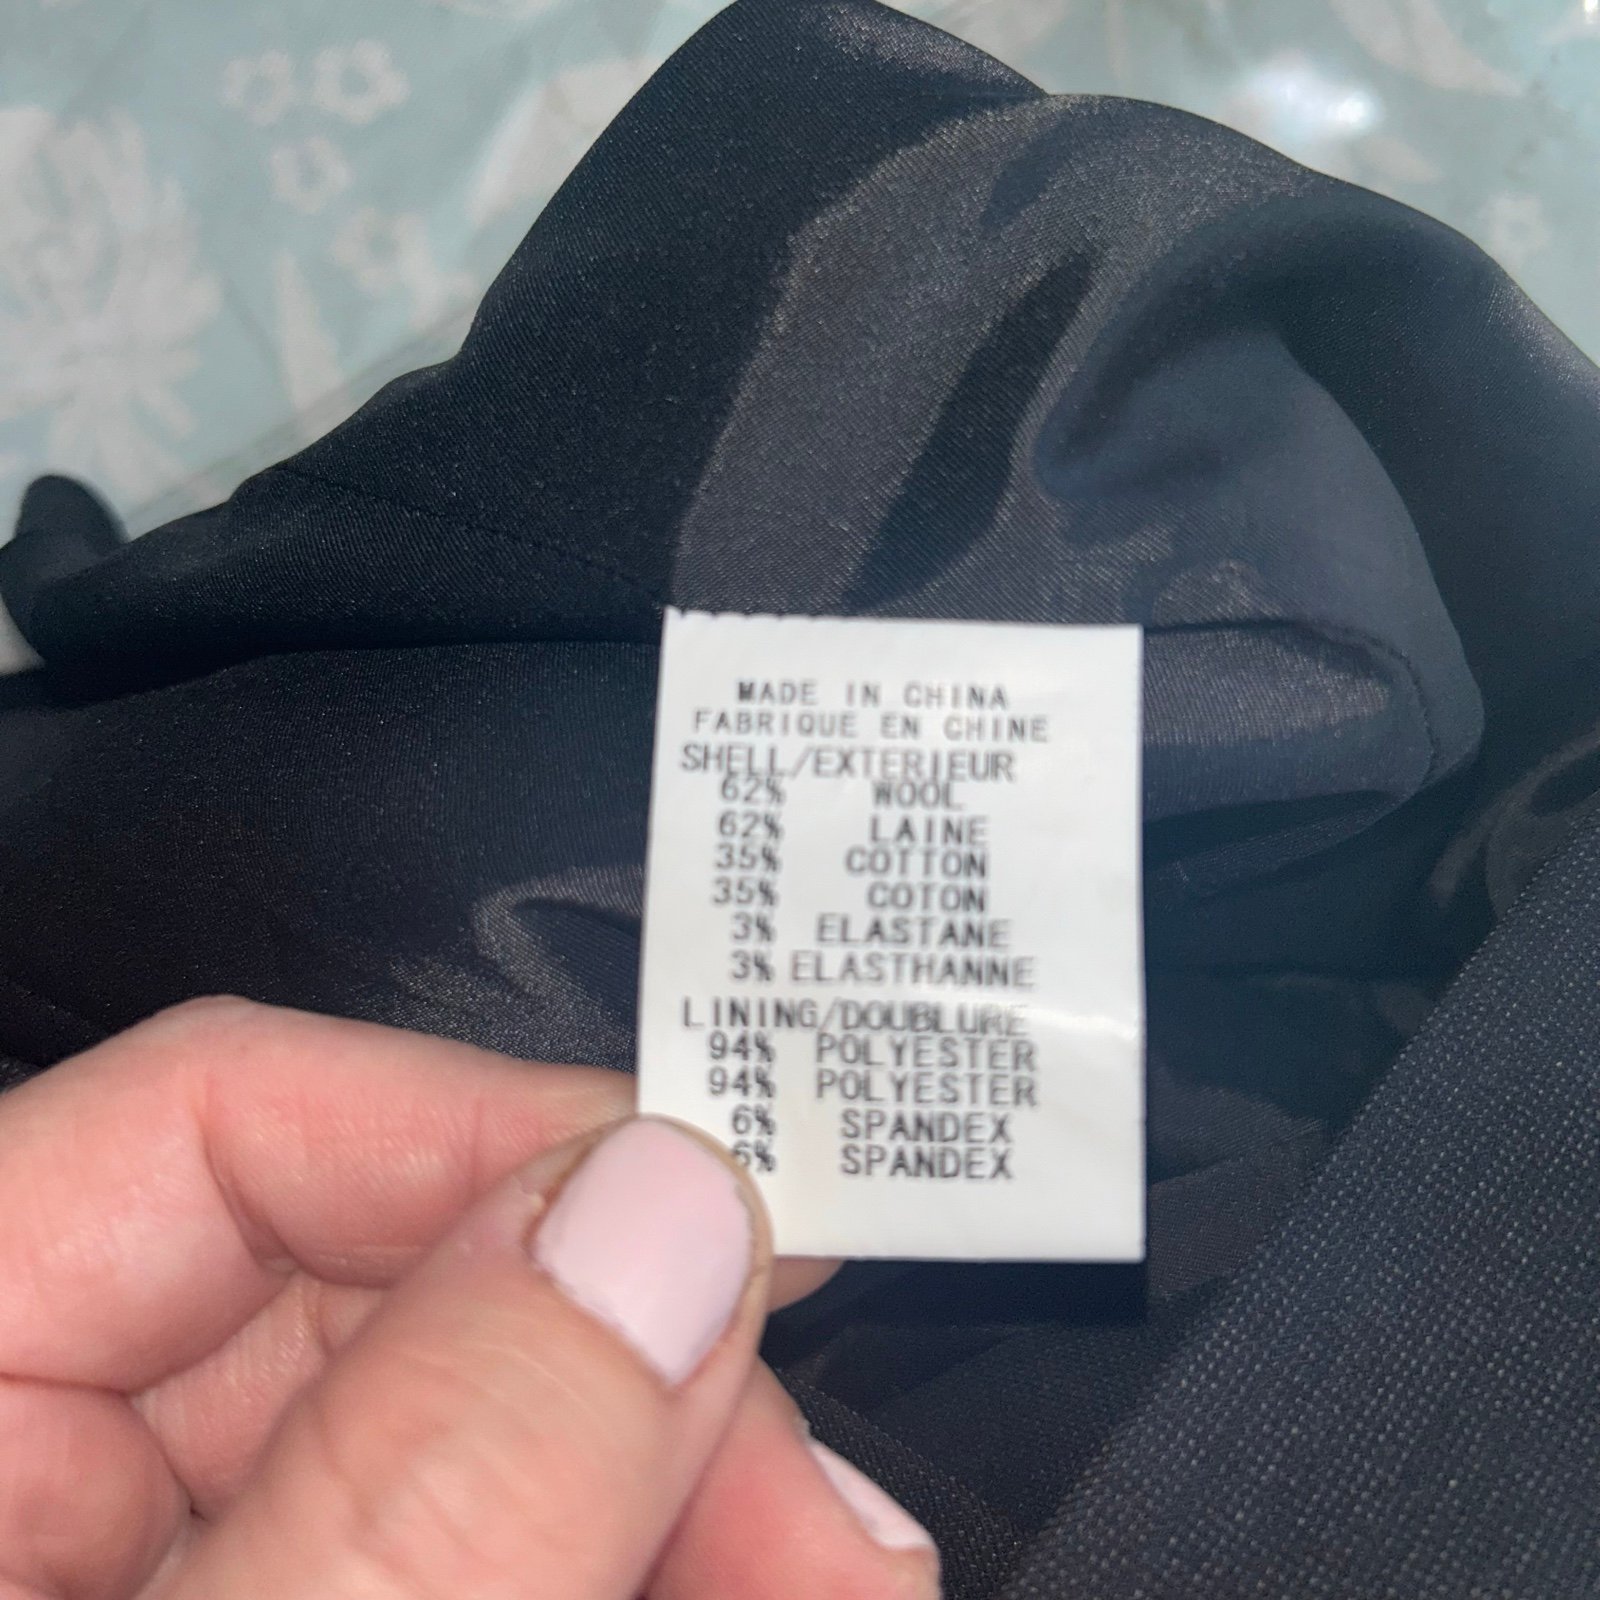 MADE IN CHINA
FABRIQUE EN CHINE
SHELL/EXTERIEUR
62% WOOL
62% LAINE
35% COTTON
35% COTON
3% ELASTANE
3% ELASTHANNE
LINING/DOUBLURE
94% POLYESTER
94% POLYESTER
6% SPANDEX
6% SPANDEX